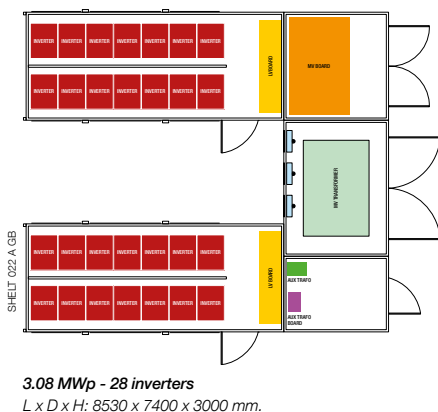 INVERTER INVERTER INVERTER INVERTER INVERTER INVERTER INVERTER
LV BOARD
MV BOARD
INVERTER INVERTER INVERTER INVERTER INVERTER INVERTER INVERTER
MV TRANSFORMER
SHELT 022 A GB
INVERTER INVERTER INVERTER INVERTER INVERTER INVERTER INVERTER
LV BOARD
AUX TRAFO
INVERTER INVERTER INVERTER INVERTER INVERTER INVERTER INVERTER
AUX TRAFO
BOARD
3.08 MWp - 28 inverters
L x D x H: 8530 x 7400 x 3000 mm.